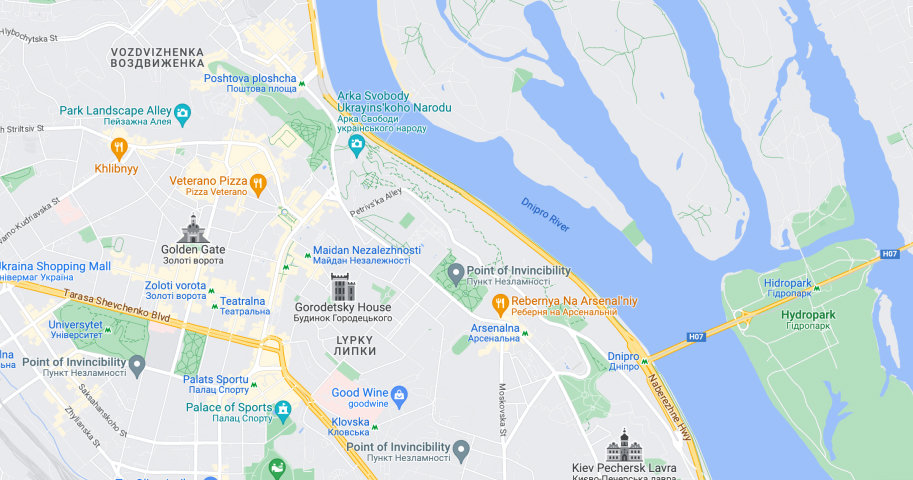 Hlybochytska St
VOZDVIZHENKA
ВОЗДВИЖЕНКА
Poshtova ploshcha
Поштова площа
Arka Svobody
Ukrayins'koho Narodu
Арка Свободи
українського народу
Park Landscape Alley
Пейзажна Алея
h Striltsiv St
Khlibnyy
Veterano Pizza
Pizza Veterano
Petrivs'ka Alley
Dnipro River
varno-Kudriavska St
Golden Gate
Золоті ворота
Maidan Nezalezhnosti
Майдан Незалежності
H07
Ukraina Shopping Mall
Універмаг Україна
Point of Invincibility
Пункт Незламності
Zoloti vorota
Золоті ворота
Hidropark
Гідропарк
Teatralna
Театральна
Gorodetsky House
Будинок Городецького
Reberniya Na Arsenal'niy
Реберня на Арсенальній
Tarasa Shevchenko Blvd
Hydropark
Гідропарк
Universytet
Університет
Arsenalna
Арсенальна
H07
LYPKY
ЛИПКИ
Dnipro
Дніпро
Point of Invincibility
Пункт Незламності
Palats Sportu
Палац Спорту
Good Wine
goodwine
Naberezhne Hwy
Saksahanskoho St
Moskovska St
Palace of Sports
Палац Спорту
Zhylianska St
Klovska
Кловська
Point of Invincibility
Пункт Незламності
Kiev Pechersk Lavra
Києво-Печерська лавра